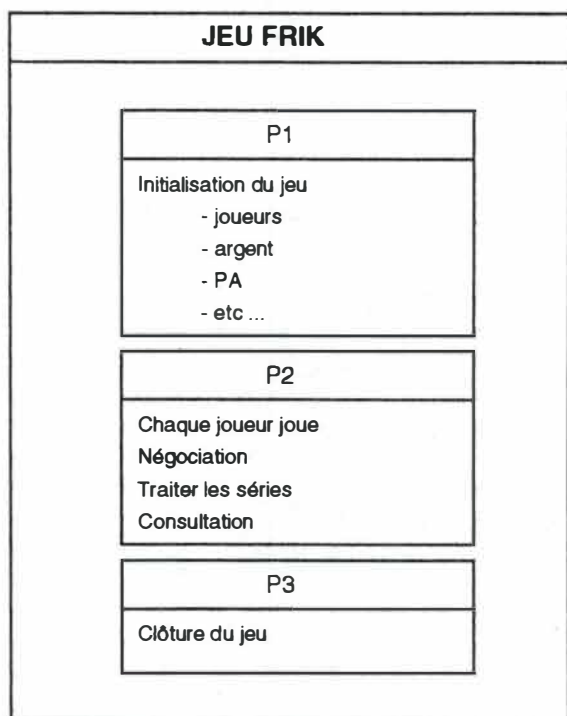 JEU FRIK
P1
Initialisation du jeu
- joueurs
- argent
- PA
- etc ...
P2
Chaque joueur joue
Négociation
Traiter les séries
Consultation
P3
Clôture du jeu